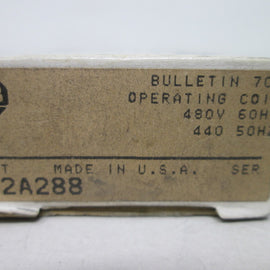 BULLETIN 70
OPERATING COI
480V 60H
440 50HZ
T MADE IN U.S.A. SER
2A288